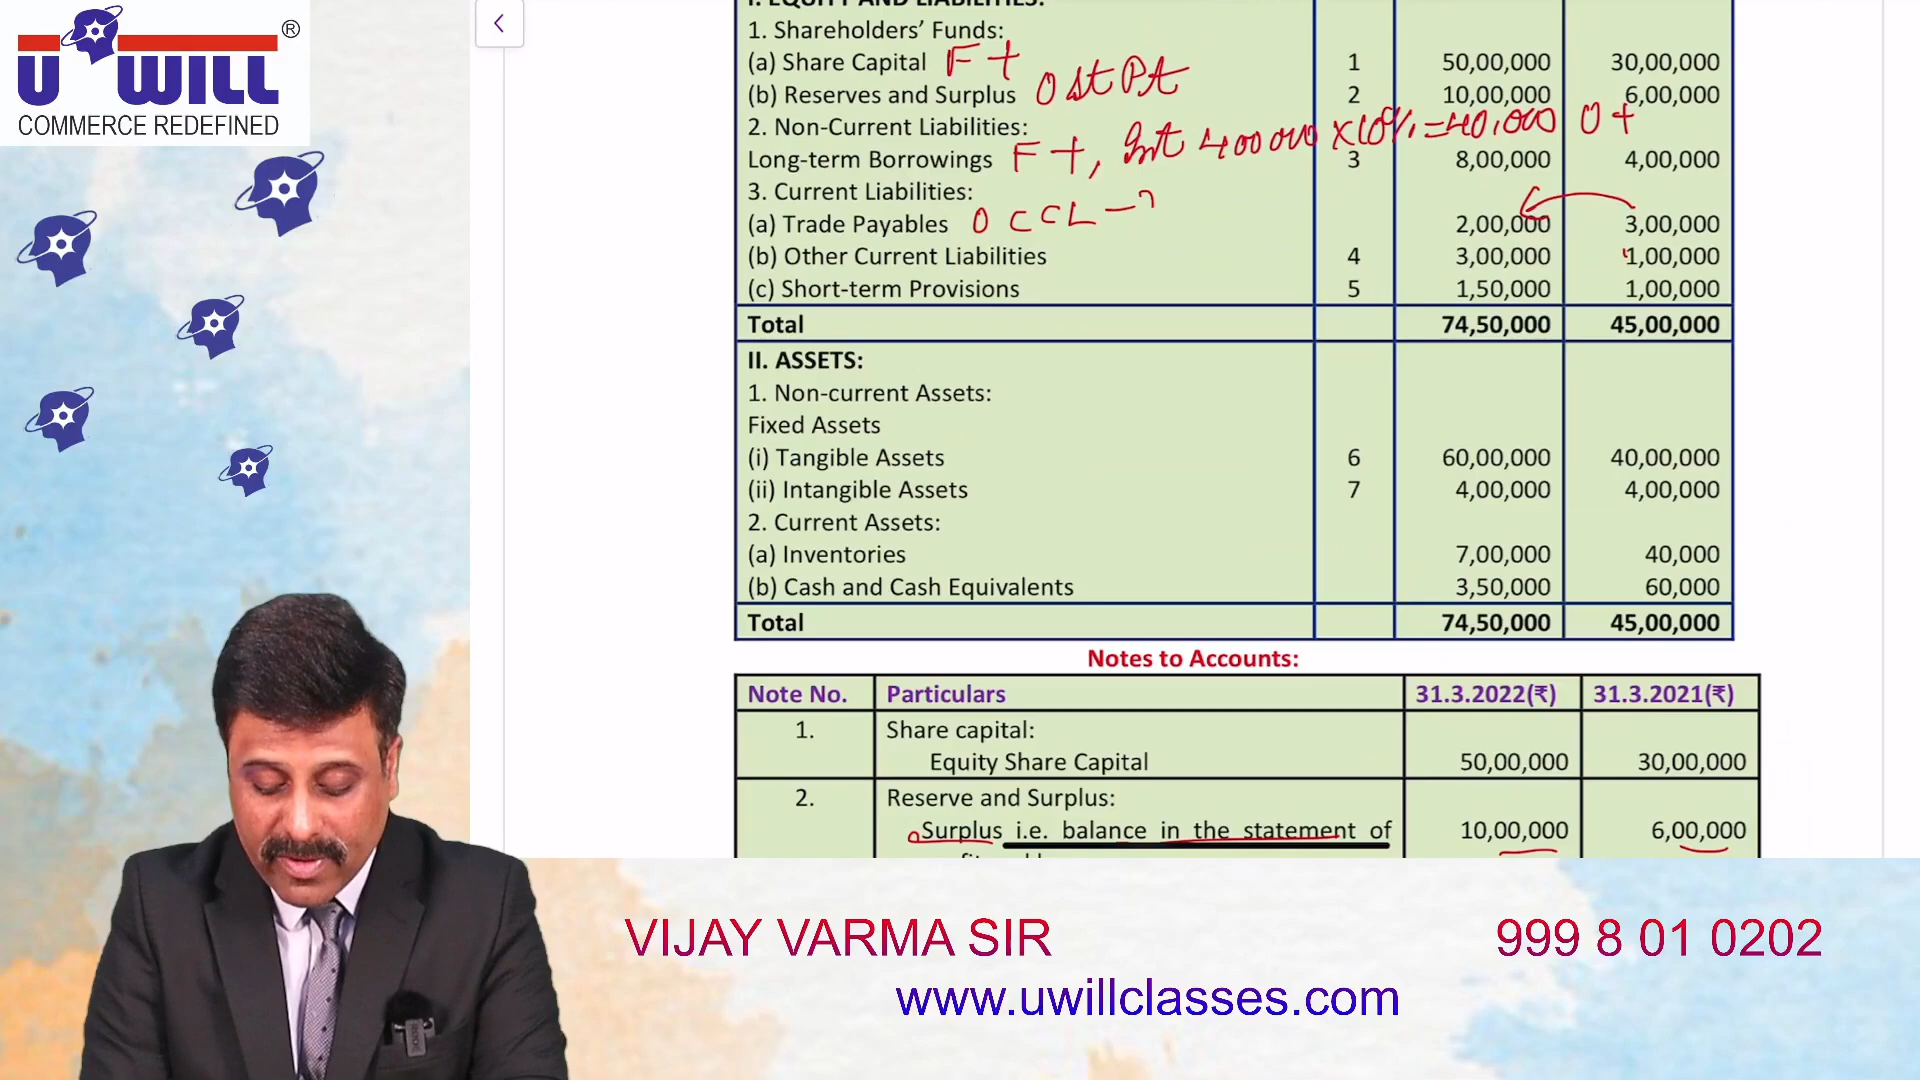 U WILL ®
COMMERCE REDEFINED
I. EQUITY AND LIABILITIES:
1. Shareholders’ Funds:
(a) Share Capital F + 1 50,00,000 30,00,000
(b) Reserves and Surplus O St Pt 2 10,00,000 6,00,000
2. Non-Current Liabilities:
Long-term Borrowings F +, Int 400000 X10% =40,000 O + 3 8,00,000 4,00,000
3. Current Liabilities:
(a) Trade Payables O C CL - 2,00,000 3,00,000
(b) Other Current Liabilities 4 3,00,000 1,00,000
(c) Short-term Provisions 5 1,50,000 1,00,000
Total 74,50,000 45,00,000
II. ASSETS:
1. Non-current Assets:
Fixed Assets
(i) Tangible Assets 6 60,00,000 40,00,000
(ii) Intangible Assets 7 4,00,000 4,00,000
2. Current Assets:
(a) Inventories 7,00,000 40,000
(b) Cash and Cash Equivalents 3,50,000 60,000
Total 74,50,000 45,00,000
Notes to Accounts:
Note No. Particulars 31.3.2022(₹) 31.3.2021(₹)
1. Share capital:
Equity Share Capital 50,00,000 30,00,000
2. Reserve and Surplus:
Surplus i.e. balance in the statement of 10,00,000 6,00,000
VIJAY VARMA SIR 999 8 01 0202
www.uwillclasses.com